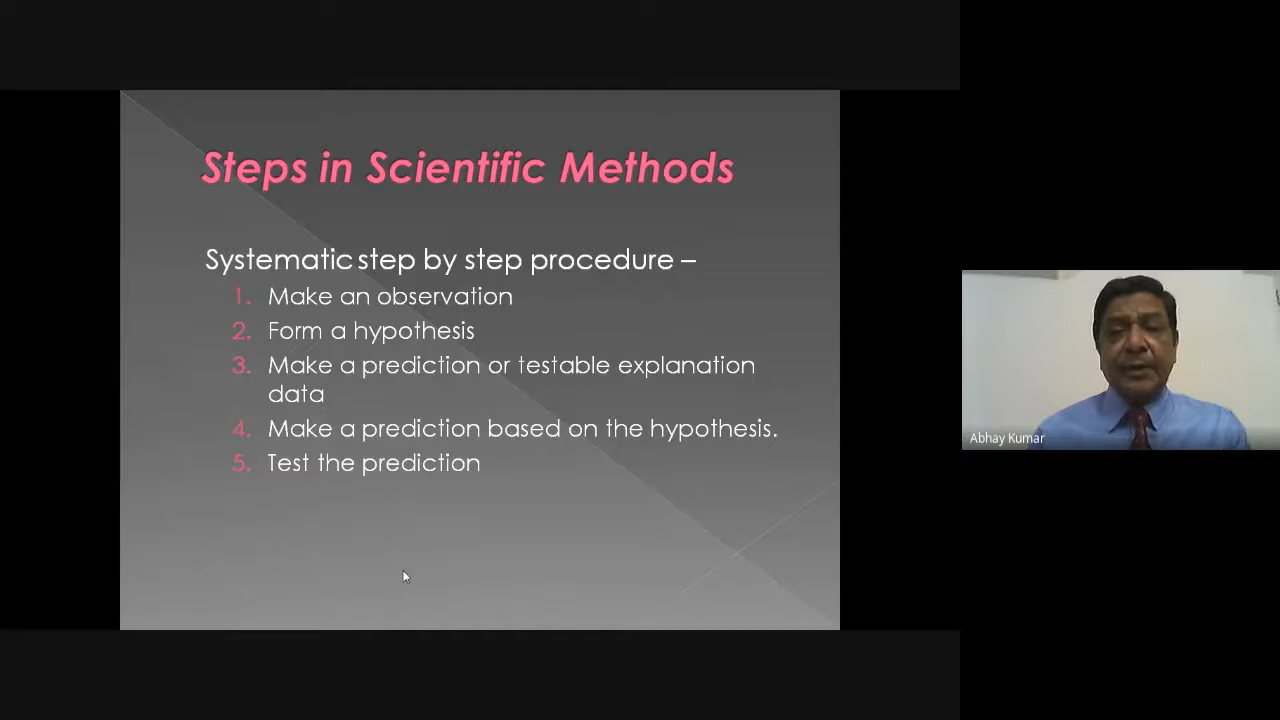 Steps in Scientific Methods
Systematic step by step procedure –
1. Make an observation
2. Form a hypothesis
3. Make a prediction or testable explanation
data
4. Make a prediction based on the hypothesis.
5. Test the prediction
Abhay Kumar